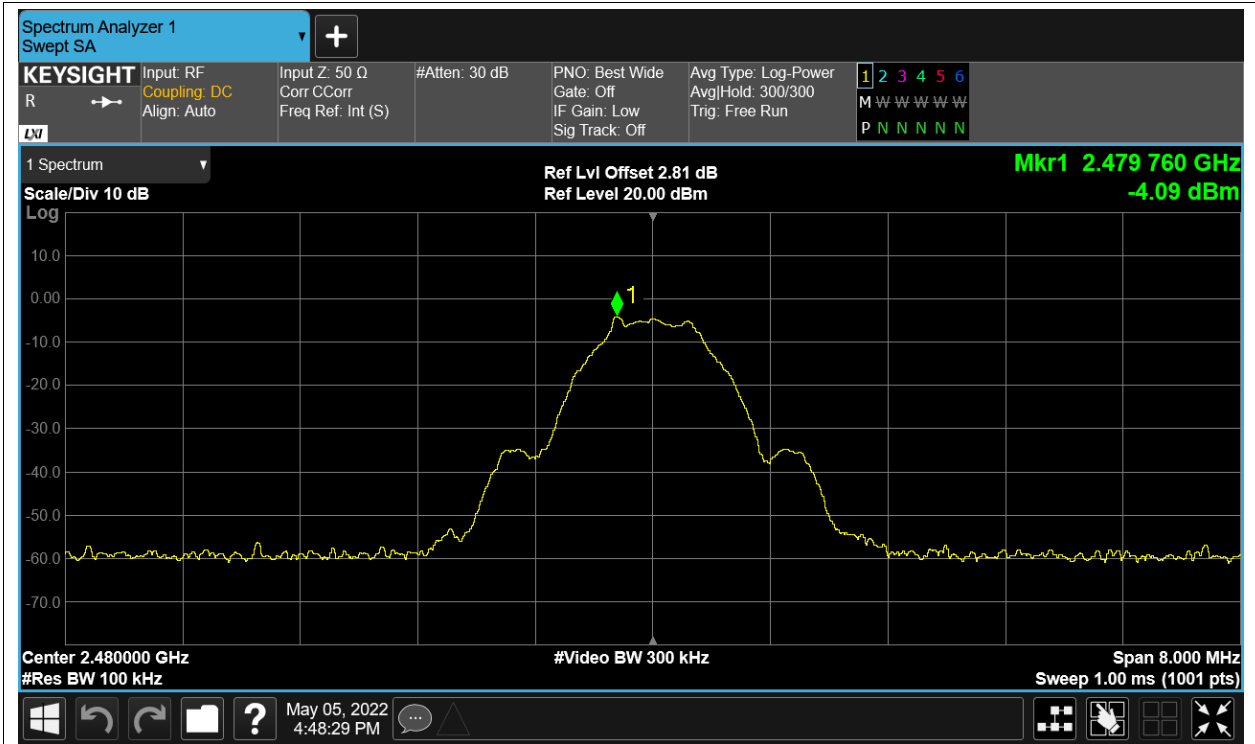 Spectrum Analyzer 1
Swept SA
KEYSIGHT
R
LXI
Input: RF
Coupling: DC
Align: Auto
Input Z: 50 Ω
Corr CCorr
Freq Ref: Int (S)
#Atten: 30 dB
PNO: Best Wide
Gate: Off
IF Gain: Low
Sig Track: Off
Avg Type: Log-Power
Avg|Hold: 300/300
Trig: Free Run
1 2 3 4 5 6
M W W W W W
P N N N N N
1 Spectrum
Scale/Div 10 dB
Log
Ref Lvl Offset 2.81 dB
Ref Level 20.00 dBm
Mkr1 2.479 760 GHz
-4.09 dBm
10.0
0.00
1
-10.0
-20.0
-30.0
-40.0
-50.0
-60.0
-70.0
Center 2.480000 GHz
#Res BW 100 kHz
#Video BW 300 kHz
Span 8.000 MHz
Sweep 1.00 ms (1001 pts)
?
May 05, 2022
4:48:29 PM